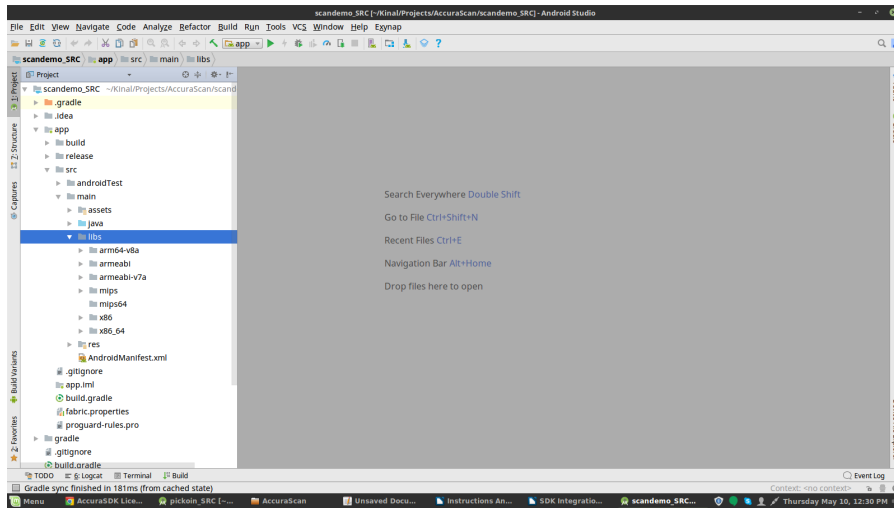 scandemo_SRC [~/Kinal/Projects/AccuraScan/scandemo_SRC] - Android Studio
File Edit View Navigate Code Analyze Refactor Build Run Tools VCS Window Help Exynap
app
scandemo_SRC app src main libs
1: Project
Z: Structure
Captures
Build Variants
2: Favorites
Project
scandemo_SRC ~/Kinal/Projects/AccuraScan/scand
.gradle
.idea
app
build
release
src
androidTest
main
assets
java
libs
arm64-v8a
armeabi
armeabi-v7a
mips
mips64
x86
x86_64
res
AndroidManifest.xml
.gitignore
app.iml
build.gradle
fabric.properties
proguard-rules.pro
gradle
.gitignore
build.gradle
Search Everywhere Double Shift
Go to File Ctrl+Shift+N
Recent Files Ctrl+E
Navigation Bar Alt+Home
Drop files here to open
TODO 6: Logcat Terminal Build Event Log
Gradle sync finished in 181ms (from cached state) Context: <no context>
Menu AccuraSDK Lice... pickoin_SRC [~... AccuraScan Unsaved Docu... Instructions An... SDK Integratio... scandemo_SRC... Thursday May 10, 12:30 PM